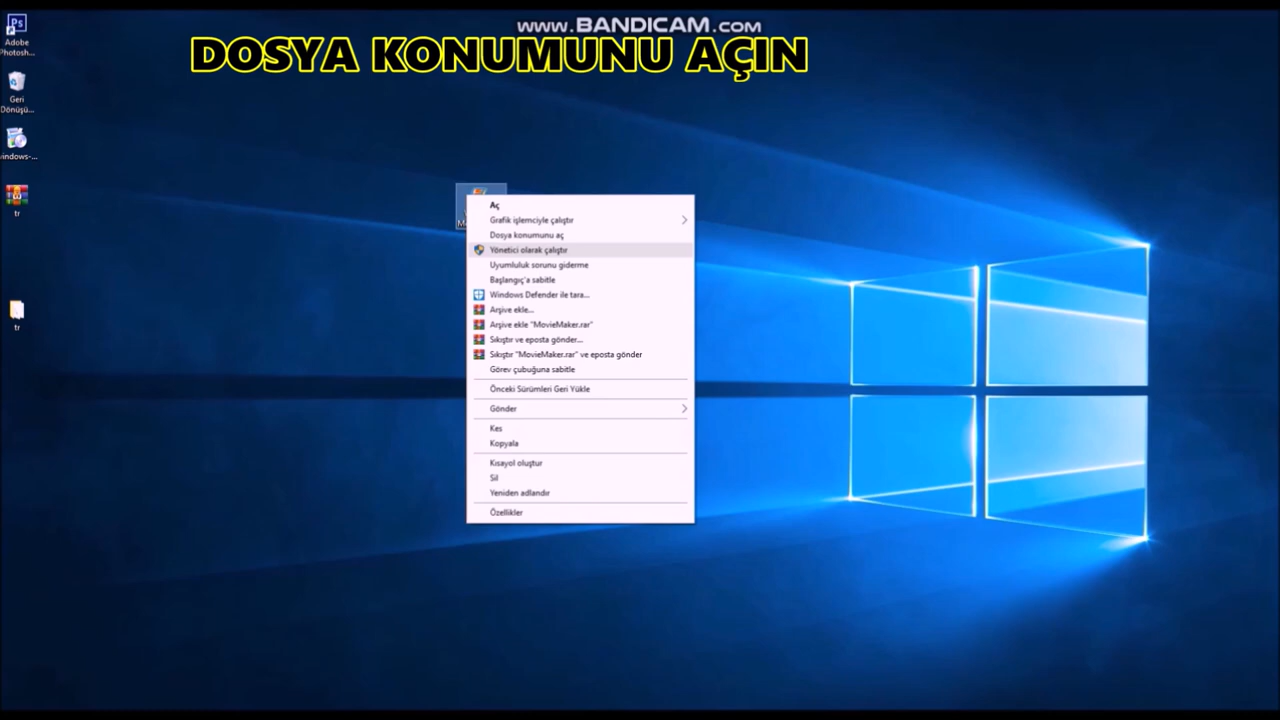 www.BANDICAM.com
DOSYA KONUMUNU AÇIN
Adobe
Photosh...
Geri
Dönüşü...
indows-...
tr
tr
Aç
Grafik işlemciyle çalıştır
Dosya konumunu aç
Yönetici olarak çalıştır
Uyumluluk sorunu giderme
Başlangıç'a sabitle
Windows Defender ile tara...
Arşive ekle...
Arşive ekle "MovieMaker.rar"
Sıkıştır ve eposta gönder...
Sıkıştır "MovieMaker.rar" ve eposta gönder
Görev çubuğuna sabitle
Önceki Sürümleri Geri Yükle
Gönder
Kes
Kopyala
Kısayol oluştur
Sil
Yeniden adlandır
Özellikler